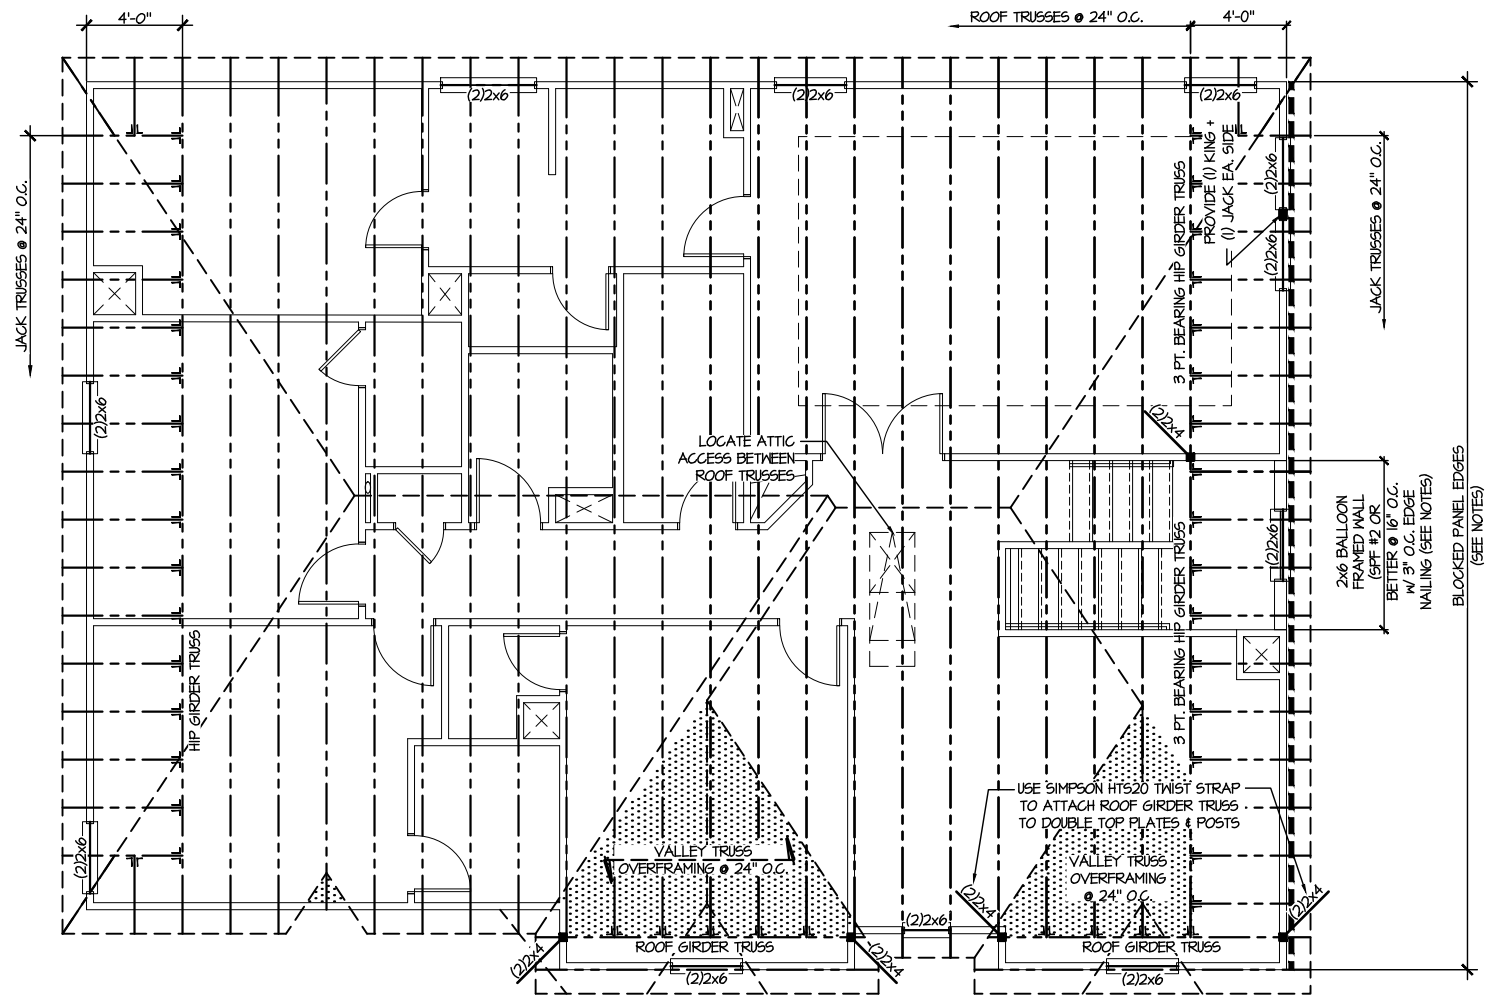 4'-0"
ROOF TRUSSES @ 24" O.C.
4'-0"
(2)2x6
(2)2x6
(2)2x6
JACK TRUSSES @ 24" O.C.
3 PT. BEARING HIP GIRDER TRUSS
PROVIDE (1) KING +
(1) JACK EA. SIDE
(2)2x6
(2)2x6
JACK TRUSSES @ 24" O.C.
(2)2x6
(2)2x4
LOCATE ATTIC
ACCESS BETWEEN
ROOF TRUSSES
(2)2x6
2x6 BALLOON
FRAMED WALL
(SPF #2 OR
BETTER @ 16" O.C.
W/ 3" O.C. EDGE
NAILING (SEE NOTES)
BLOCKED PANEL EDGES
(SEE NOTES)
HIP GIRDER TRUSS
3 PT. BEARING HIP GIRDER TRUSS
USE SIMPSON HTS20 TWIST STRAP
TO ATTACH ROOF GIRDER TRUSS
TO DOUBLE TOP PLATES & POSTS
(2)2x6
VALLEY TRUSS
OVERFRAMING @ 24" O.C.
VALLEY TRUSS
OVERFRAMING
@ 24" O.C.
(2)2x4
(2)2x4
(2)2x6
ROOF GIRDER TRUSS
ROOF GIRDER TRUSS
(2)2x4
(2)2x4
(2)2x6
(2)2x6